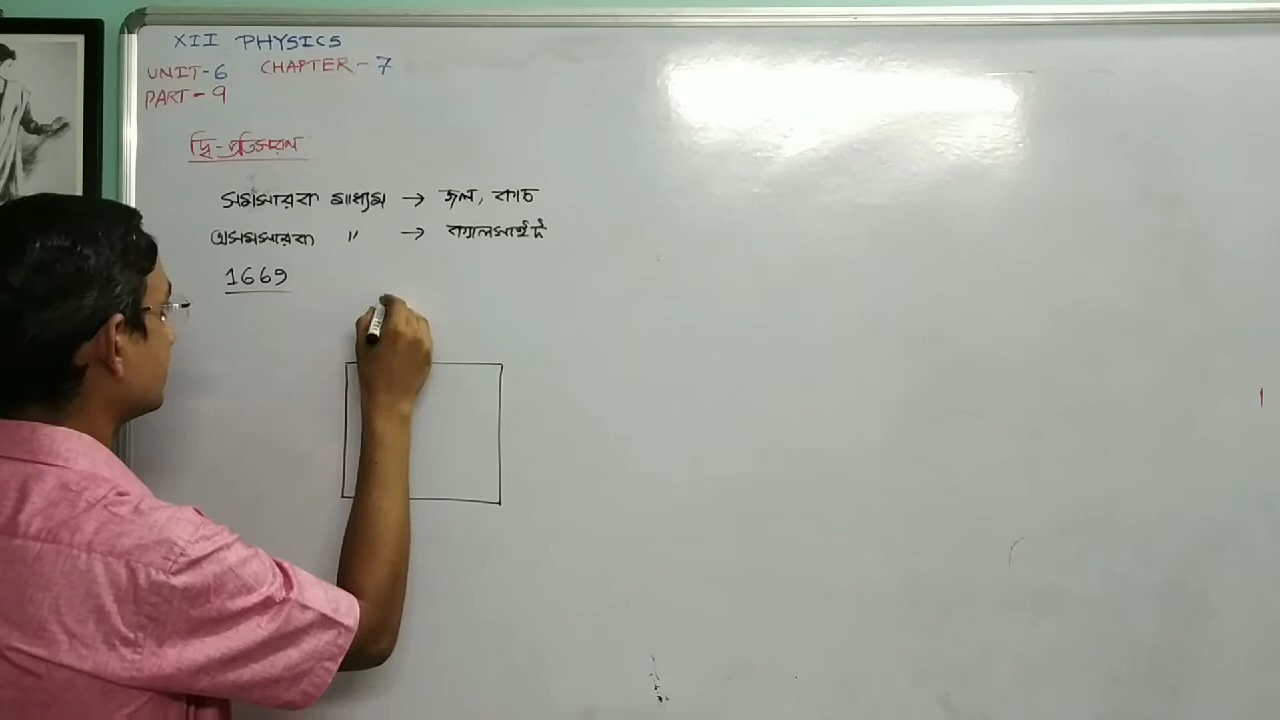 XII PHYSICS
UNIT-6 CHAPTER-7
PART-9
দ্বি-প্রতিসরণ
সমসারক মাধ্যম → জল, কাচ
অসমসারক " → ক্যালসাইট
1669